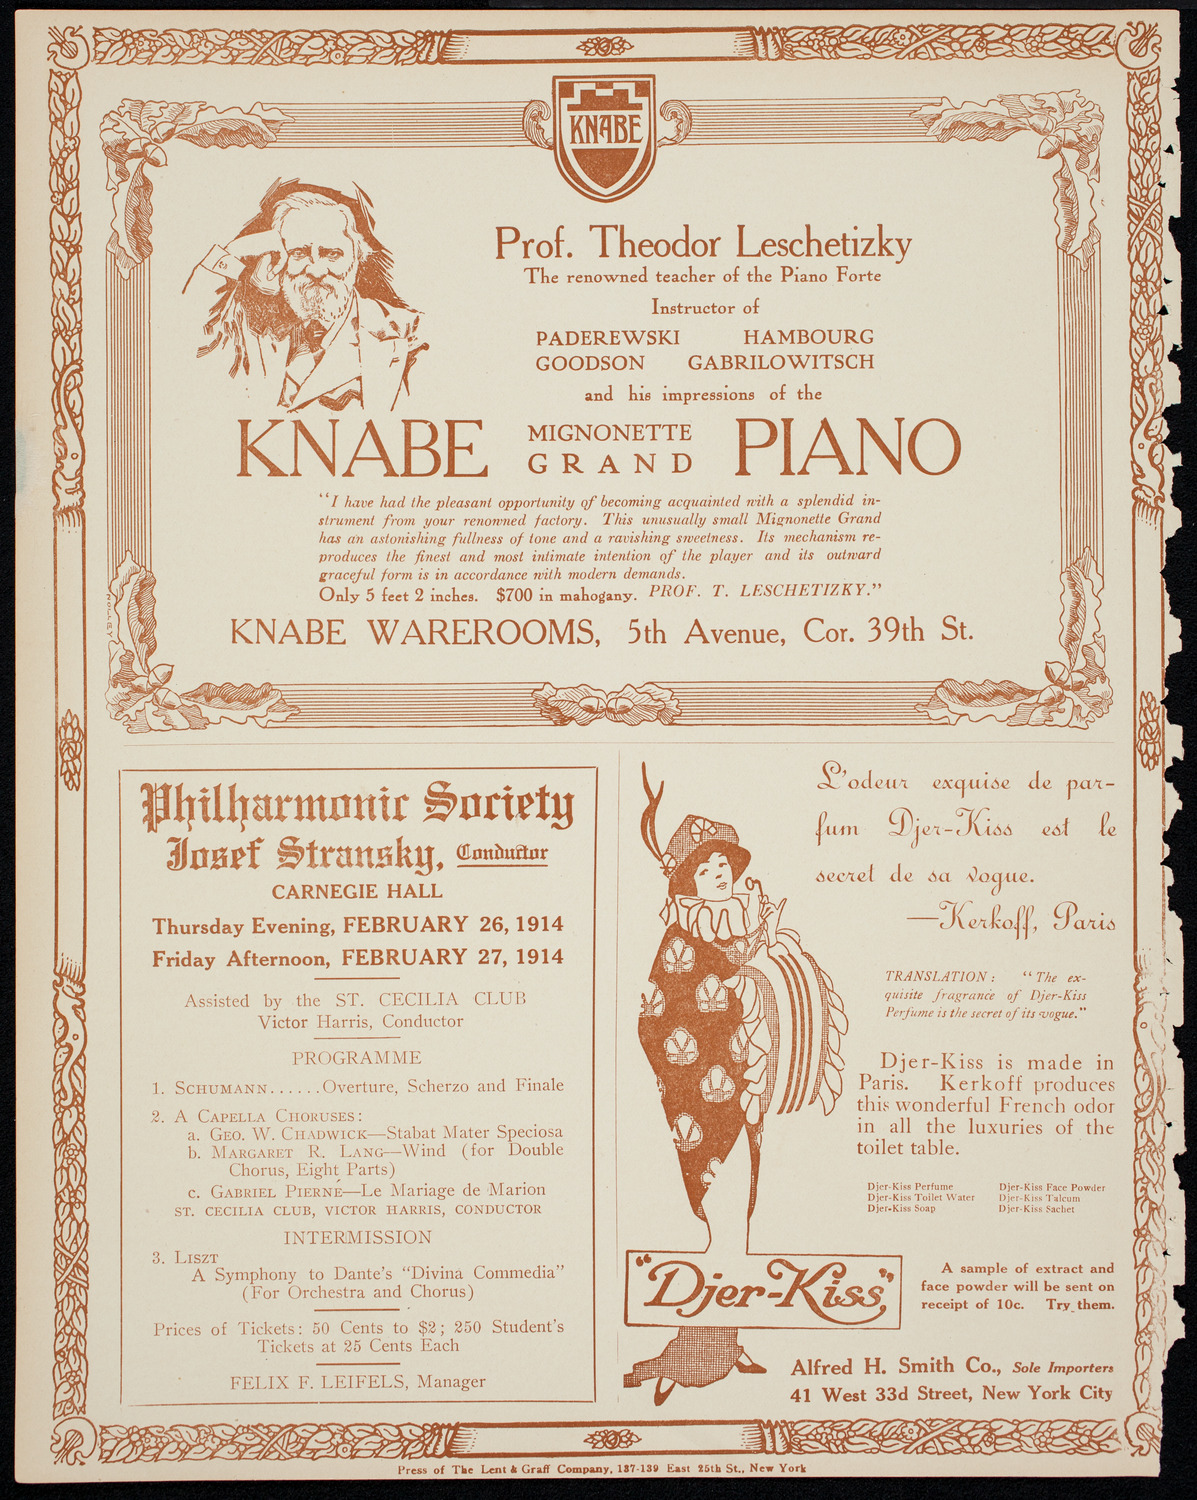 KNABE
Prof. Theodor Leschetizky
The renowned teacher of the Piano Forte
Instructor of
PADEREWSKI HAMBOURG
GOODSON GABRILOWITSCH
and his impressions of the
KNABE MIGNONETTE GRAND PIANO
"I have had the pleasant opportunity of becoming acquainted with a splendid in-
strument from your renowned factory. This unusually small Mignonette Grand
has an astonishing fullness of tone and a ravishing sweetness. Its mechanism re-
produces the finest and most intimate intention of the player and its outward
graceful form is in accordance with modern demands.
Only 5 feet 2 inches. $700 in mahogany. PROF. T. LESCHETIZKY."
KNABE WAREROOMS, 5th Avenue, Cor. 39th St.
NOLLEY
Philharmonic Society
Josef Stransky, Conductor
CARNEGIE HALL
Thursday Evening, FEBRUARY 26, 1914
Friday Afternoon, FEBRUARY 27, 1914
Assisted by the ST. CECILIA CLUB
Victor Harris, Conductor
PROGRAMME
1. SCHUMANN......Overture, Scherzo and Finale
2. A CAPELLA CHORUSES:
a. GEO. W. CHADWICK—Stabat Mater Speciosa
b. MARGARET R. LANG—Wind (for Double
Chorus, Eight Parts)
c. GABRIEL PIERNÉ—Le Mariage de Marion
ST. CECILIA CLUB, VICTOR HARRIS, CONDUCTOR
INTERMISSION
3. LISZT
A Symphony to Dante's "Divina Commedia"
(For Orchestra and Chorus)
Prices of Tickets: 50 Cents to $2; 250 Student's
Tickets at 25 Cents Each
FELIX F. LEIFELS, Manager
L'odeur exquise de par-
fum Djer-Kiss est le
secret de sa vogue.
—Kerkoff, Paris
TRANSLATION: "The ex-
quisite fragrance of Djer-Kiss
Perfume is the secret of its vogue."
Djer-Kiss is made in
Paris. Kerkoff produces
this wonderful French odor
in all the luxuries of the
toilet table.
Djer-Kiss Perfume Djer-Kiss Face Powder
Djer-Kiss Toilet Water Djer-Kiss Talcum
Djer-Kiss Soap Djer-Kiss Sachet
"Djer-Kiss"
A sample of extract and
face powder will be sent on
receipt of 10c. Try them.
Alfred H. Smith Co., Sole Importers
41 West 33d Street, New York City
Press of The Lent & Graff Company, 137-139 East 25th St., New York